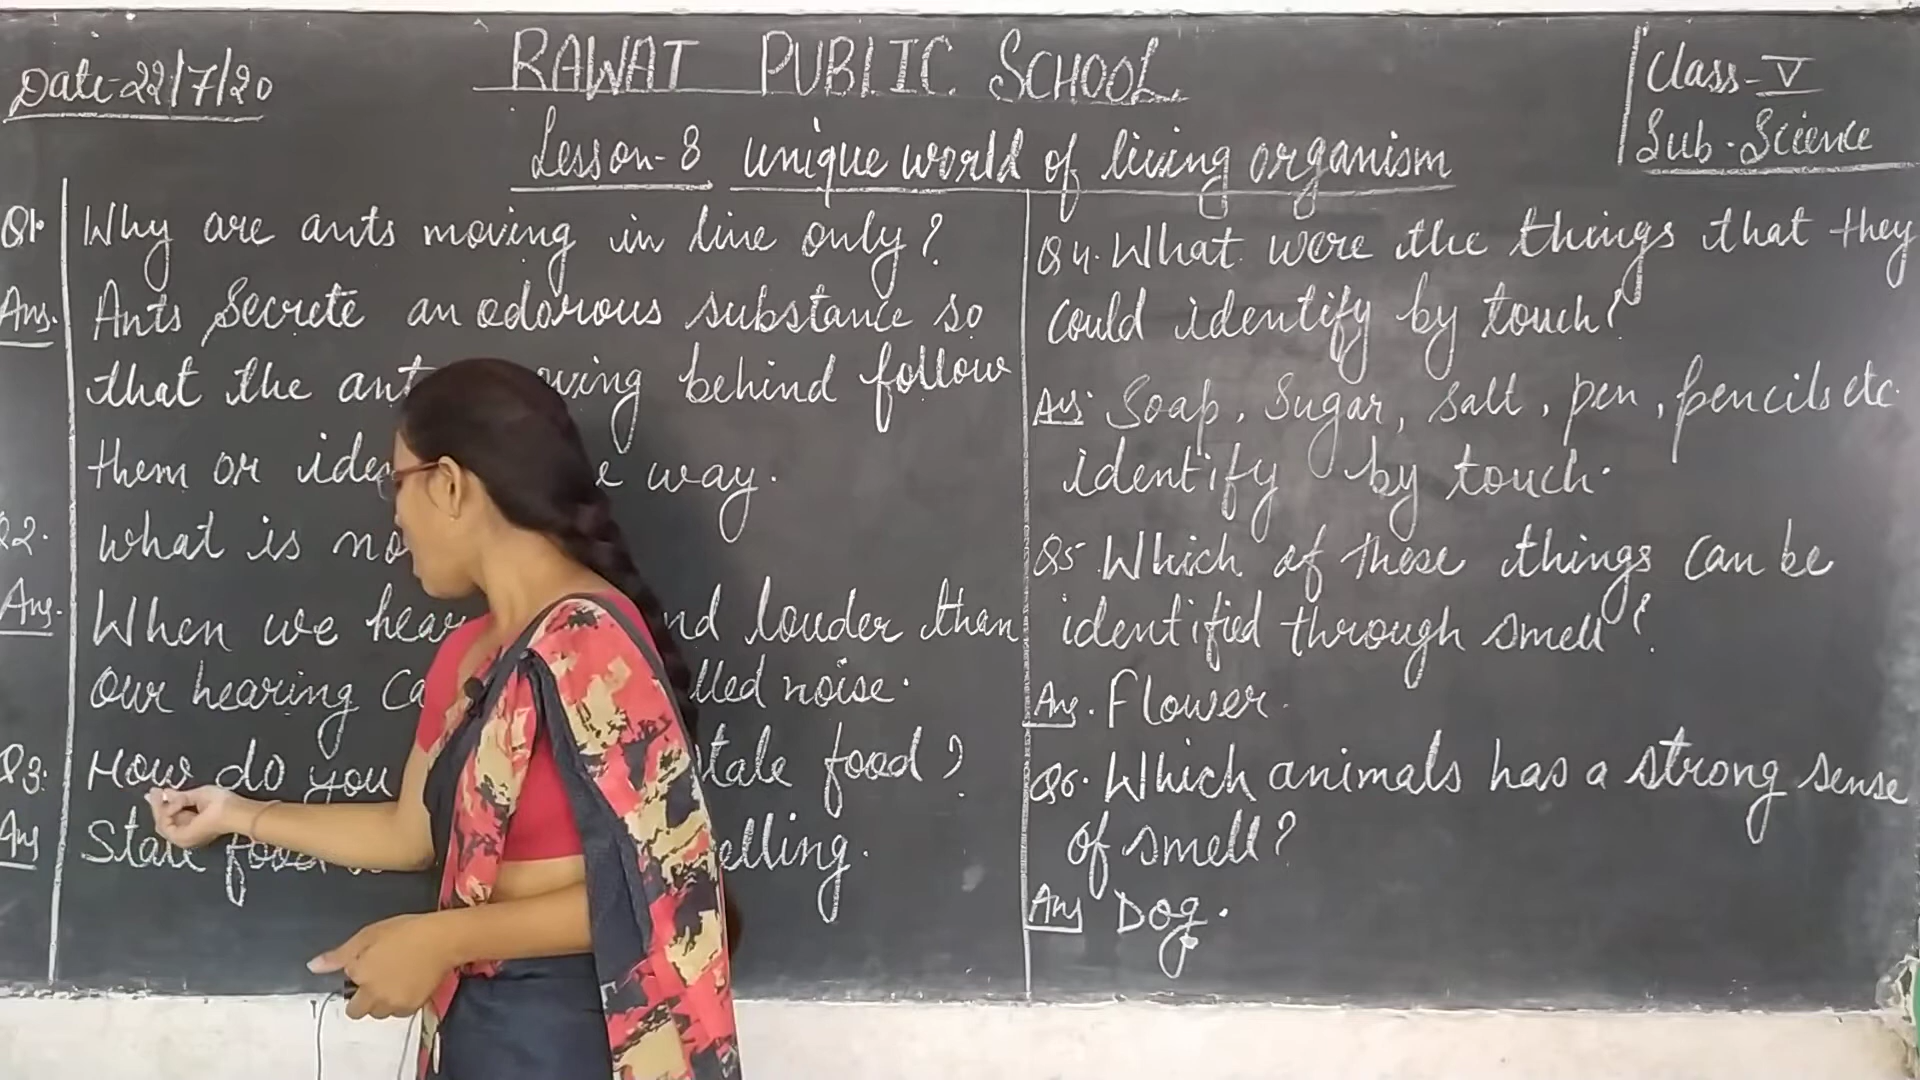 Date-22/7/20
RAWAT PUBLIC SCHOOL
Class-V
Sub.Science
Lesson-8 unique world of living organism
Q1. Why are ants moving in line only?
Ans. Ants secrete an odorous substance so
that the behind follow
them or way.
Q2. What is
Ans. When we louder than
our hearing noise.
Q3. How do you food?
Ans
Q4. What were the things that they
could identify by touch?
Ans. Soap, Sugar, salt, pen, pencils etc.
identify by touch.
Q5 Which of these things can be
identified through smell?
Ans. Flower.
Q6. Which animals has a strong sense
of smell?
Ans Dog.